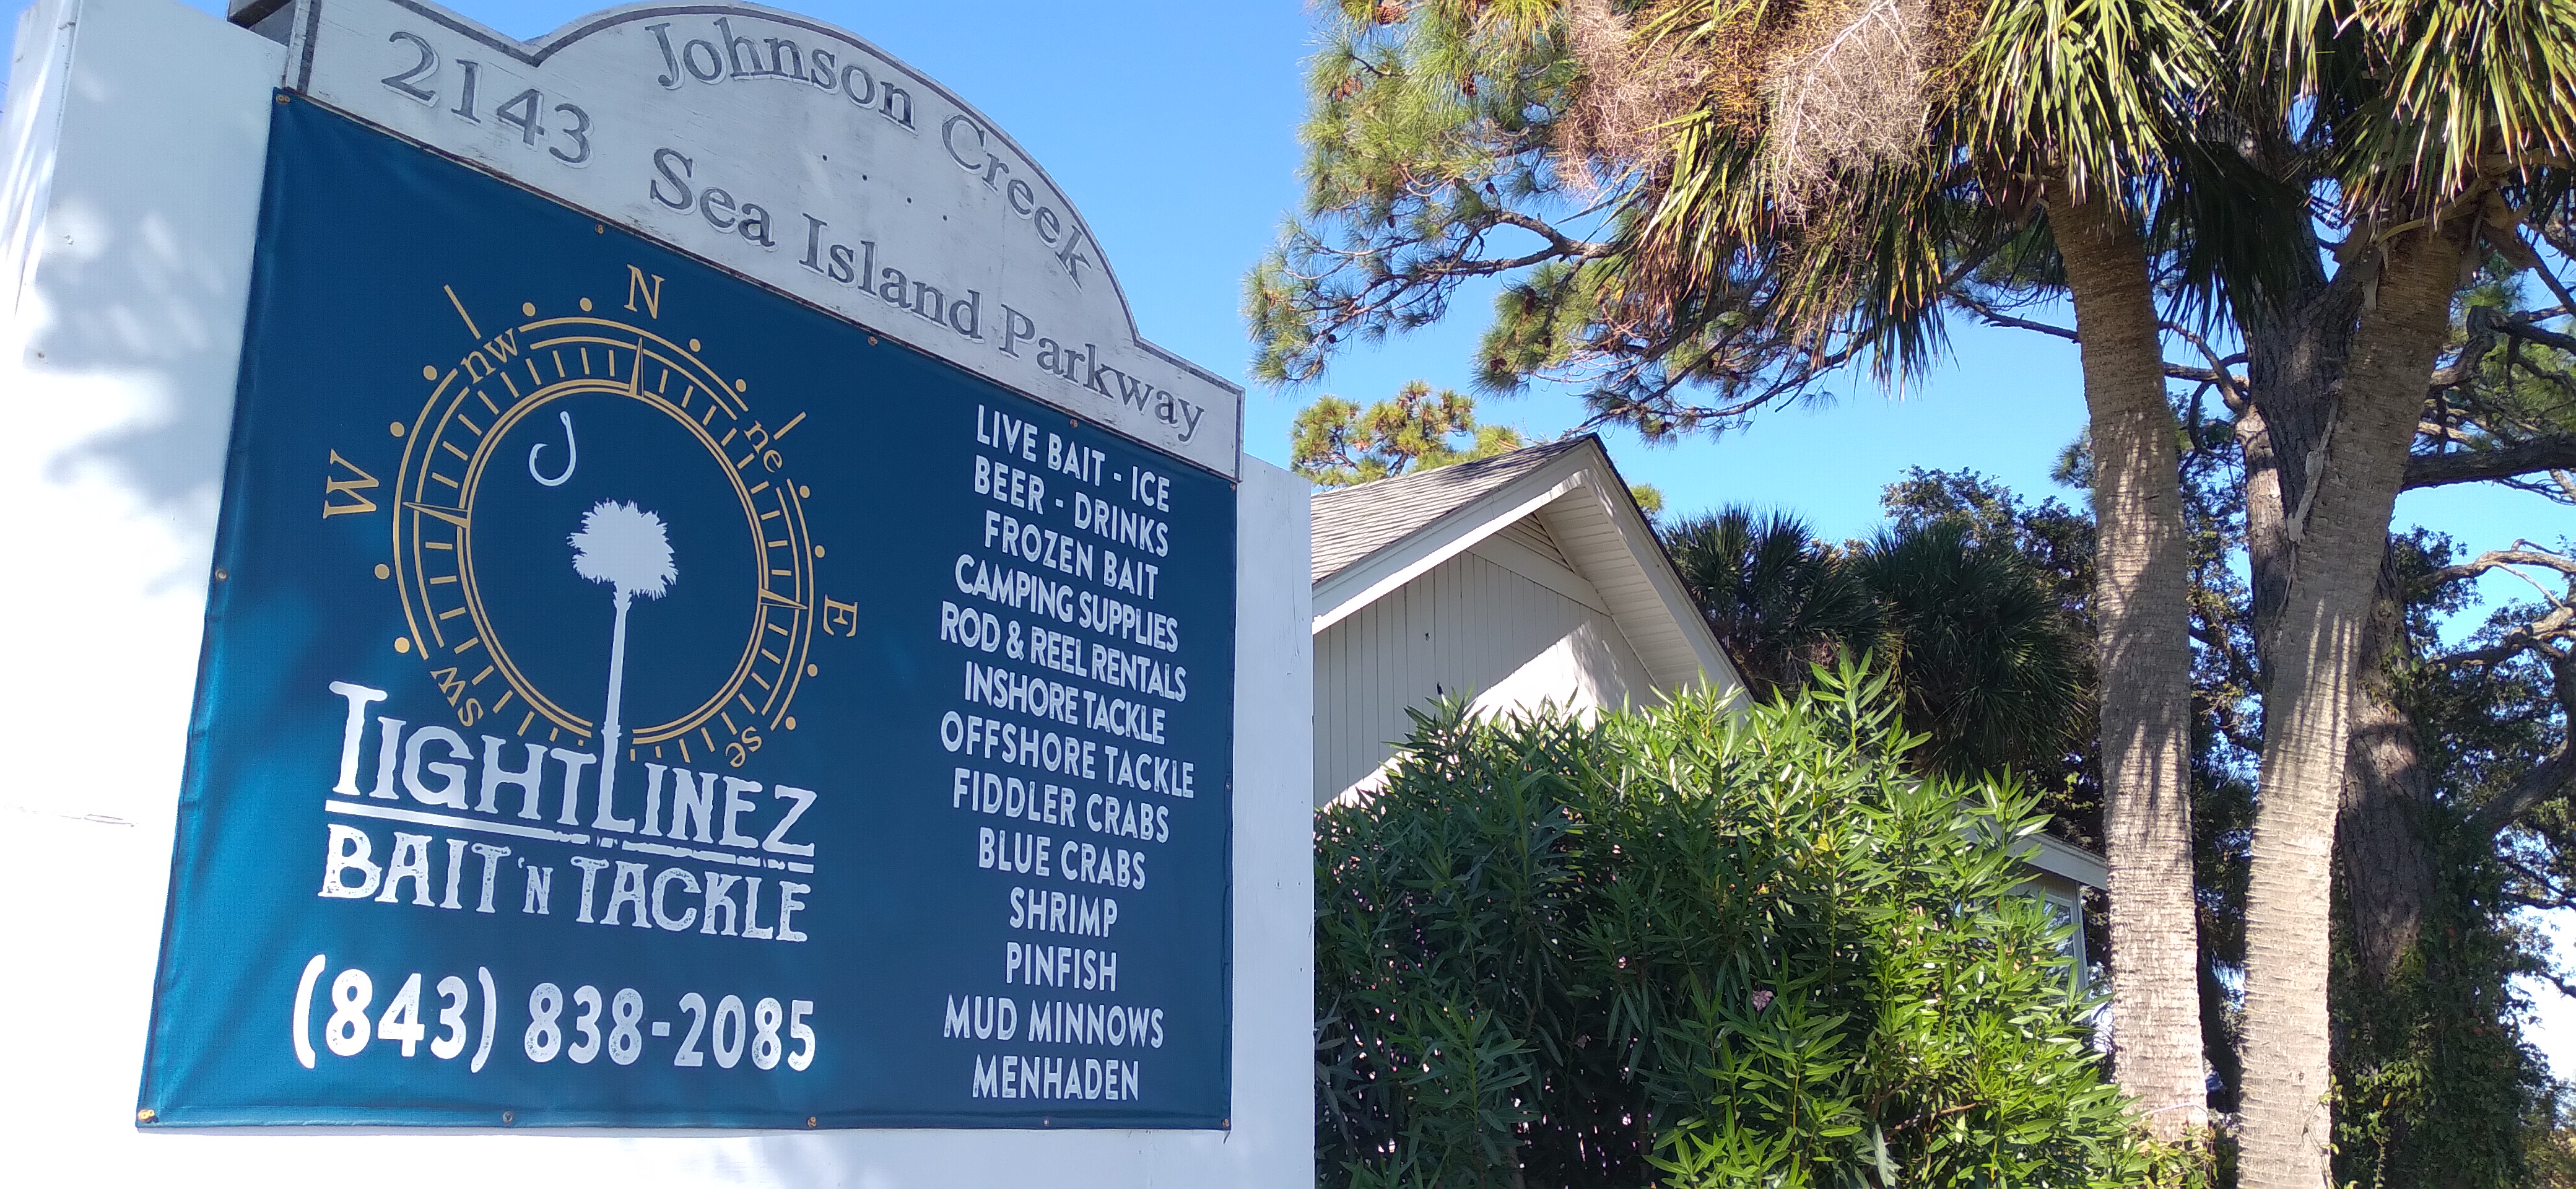 Johnson Creek
2143 Sea Island Parkway
N
nw
ne
W
E
sw
se
TIGHTLINEZ
BAIT 'N TACKLE
(843) 838-2085
LIVE BAIT - ICE
BEER - DRINKS
FROZEN BAIT
CAMPING SUPPLIES
ROD & REEL RENTALS
INSHORE TACKLE
OFFSHORE TACKLE
FIDDLER CRABS
BLUE CRABS
SHRIMP
PINFISH
MUD MINNOWS
MENHADEN